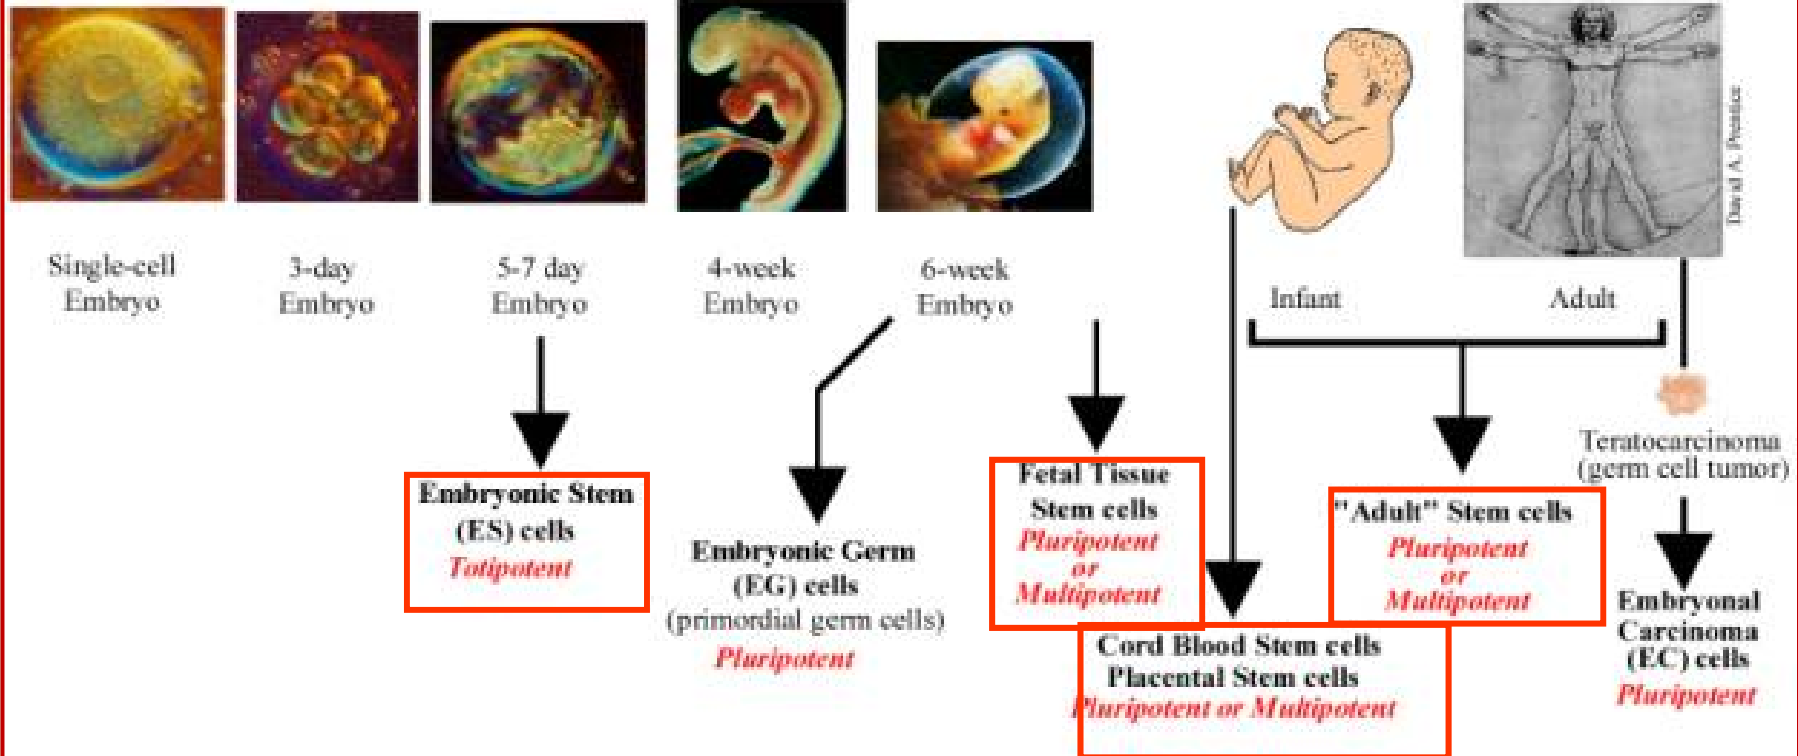 David A. Prentice
Single-cell
Embryo
3-day
Embryo
5-7 day
Embryo
4-week
Embryo
6-week
Embryo
Infant
Adult
Embryonic Stem
(ES) cells
Totipotent
Embryonic Germ
(EG) cells
(primordial germ cells)
Pluripotent
Fetal Tissue
Stem cells
Pluripotent
or
Multipotent
Cord Blood Stem cells
Placental Stem cells
Pluripotent or Multipotent
"Adult" Stem cells
Pluripotent
or
Multipotent
Teratocarcinoma
(germ cell tumor)
Embryonal
Carcinoma
(EC) cells
Pluripotent